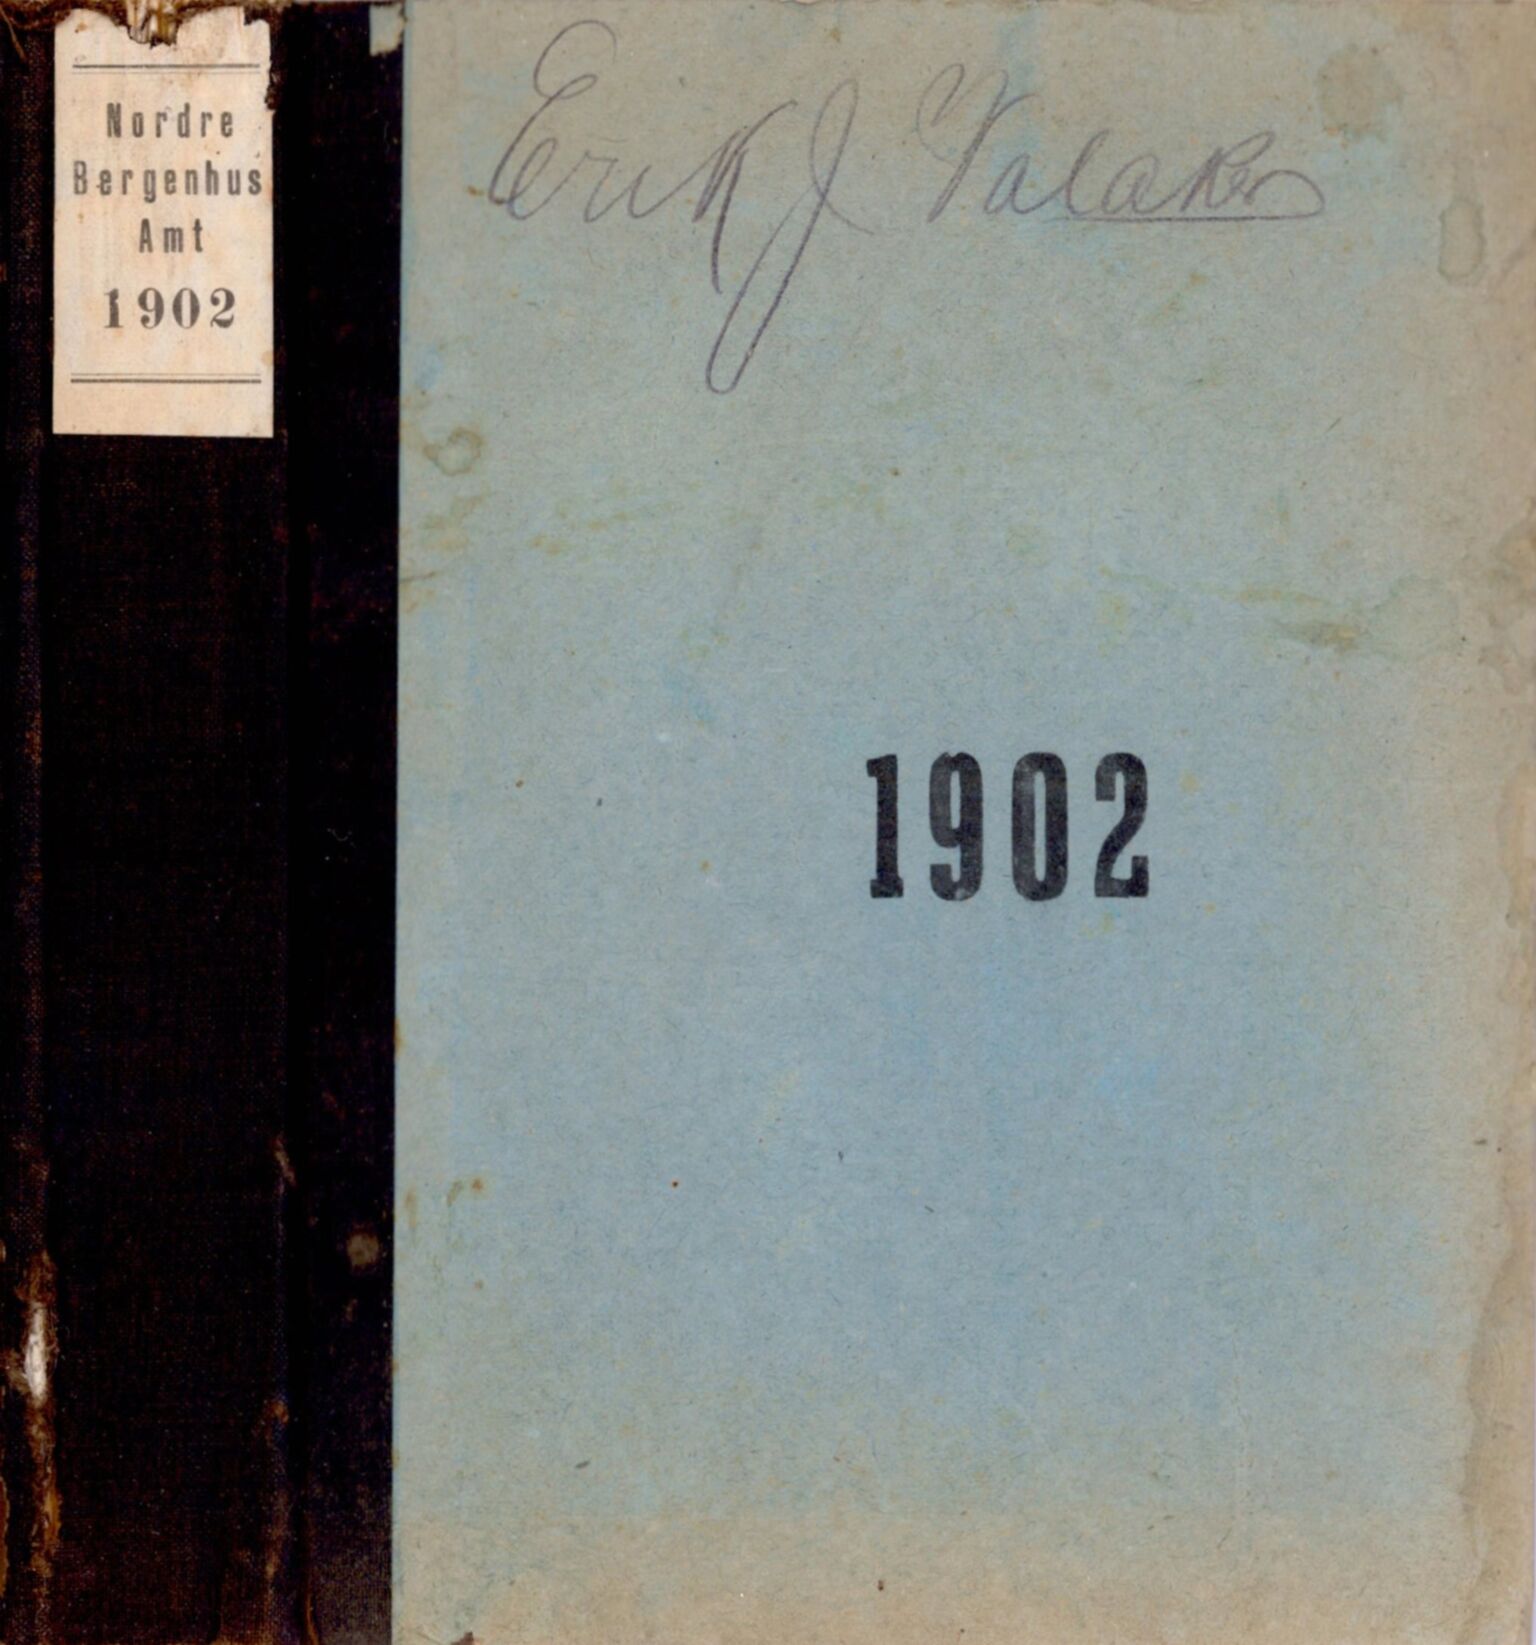 Nordre
Bergenhus
Amt
1902
Erik J Valaker
1902